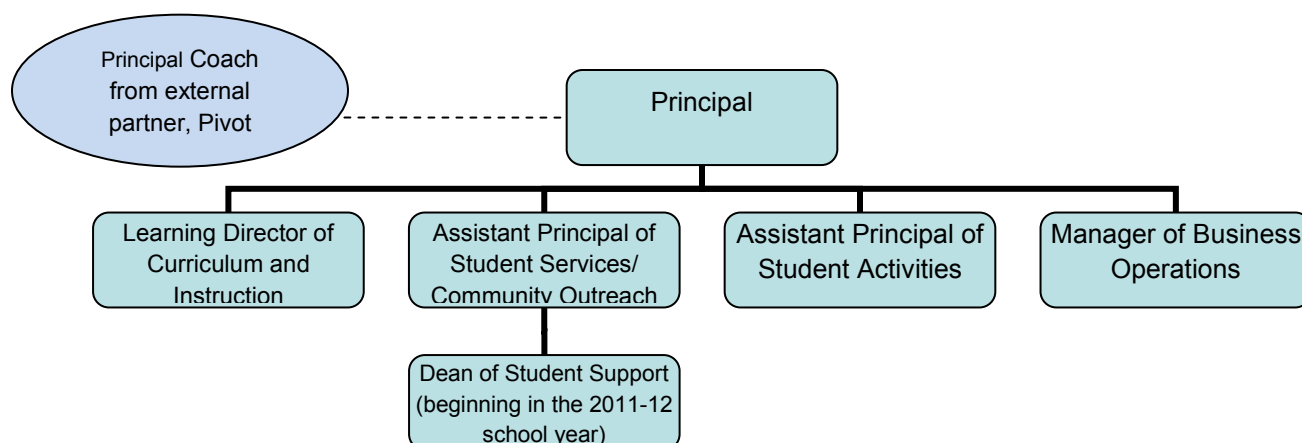 Principal Coach
from external
partner, Pivot
Principal
Learning Director of
Curriculum and
Instruction
Assistant Principal of
Student Services/
Community Outreach
Assistant Principal of
Student Activities
Manager of Business
Operations
Dean of Student Support
(beginning in the 2011-12
school year)